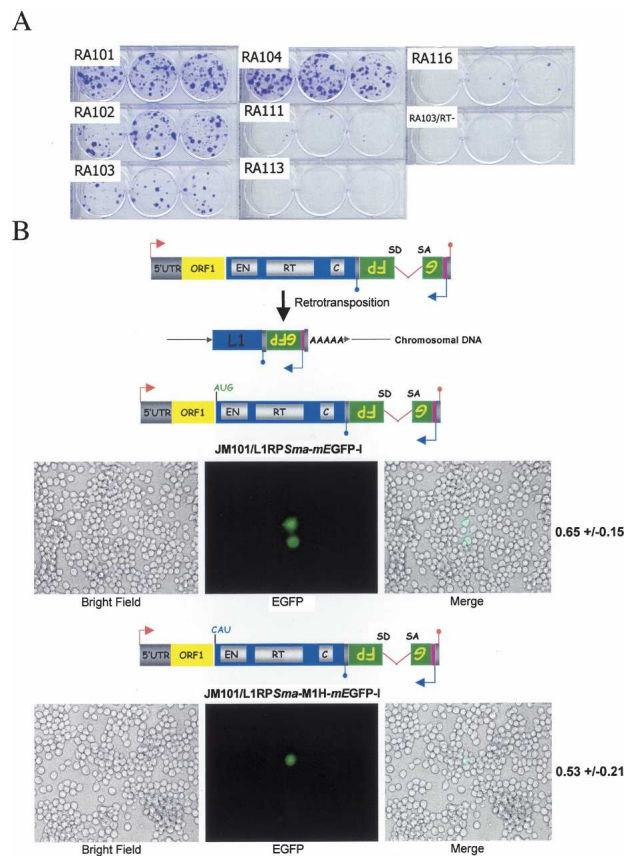 A
RA101
RA104
RA116
RA102
RA111
RA103/RT-
RA103
RA113
B
SD SA
5'UTR ORF1 EN RT C FP G
Retrotransposition
L1 GFP AAAAA Chromosomal DNA
AUG
SD SA
5'UTR ORF1 EN RT C FP G
JM101/L1RPSma-mEGFP-I
0.65 +/-0.15
Bright Field EGFP Merge
CAU
SD SA
5'UTR ORF1 EN RT C FP G
JM101/L1RPSma-M1H-mEGFP-I
0.53 +/-0.21
Bright Field EGFP Merge